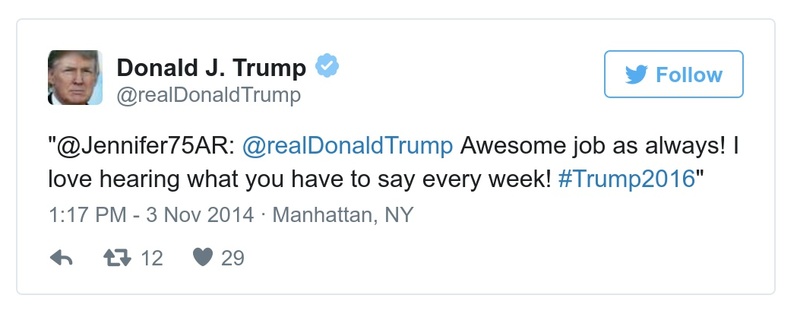 Donald J. Trump
@realDonaldTrump
Follow
"@Jennifer75AR: @realDonaldTrump Awesome job as always! I
love hearing what you have to say every week! #Trump2016"
1:17 PM - 3 Nov 2014 · Manhattan, NY
12 29